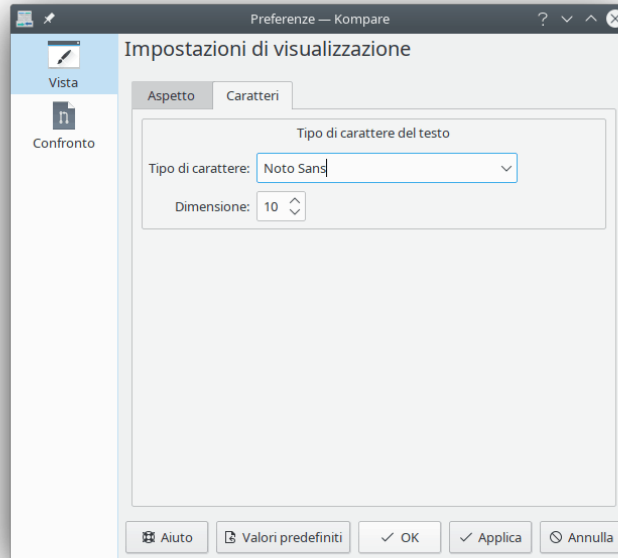 Preferenze — Kompare
Impostazioni di visualizzazione
Vista
Confronto
Aspetto
Caratteri
Tipo di carattere del testo
Tipo di carattere: Noto Sans
Dimensione: 10
Aiuto
Valori predefiniti
OK
Applica
Annulla